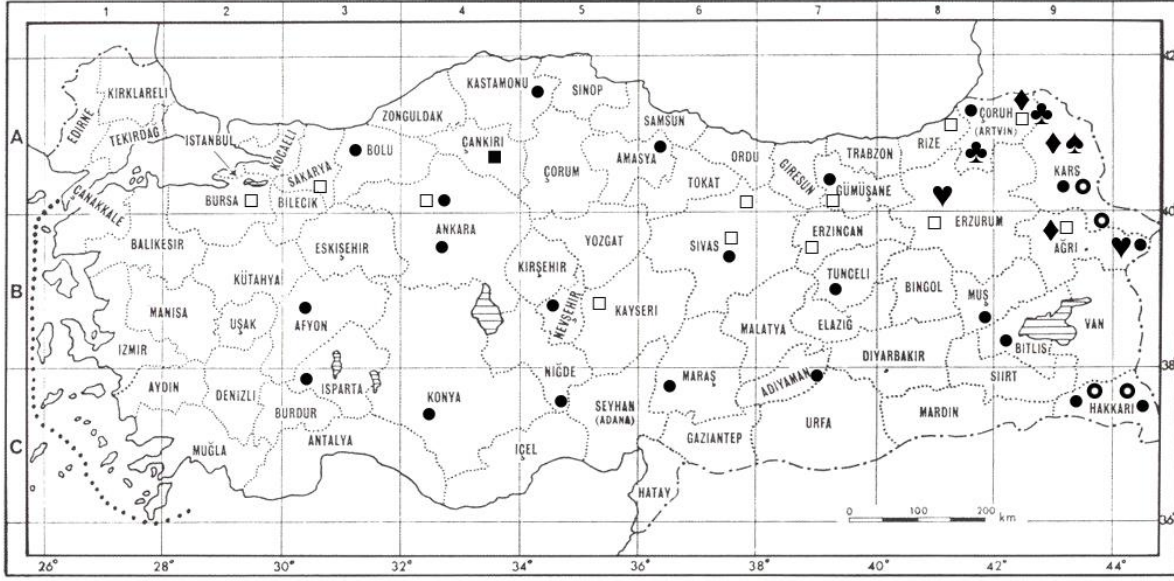 1 2 3 4 5 6 7 8 9
42
KASTAMONU
SINOP
KIRKLARELI
EDIRNE
ZONGULDAK
ÇORUH
(ARTVIN)
TEKIRDAĞ
ISTANBUL
KOCAELI
SAMSUN
A
BOLU
ÇANKIRI
AMASYA
ORDU
RIZE
TRABZON
GIRESUN
SAKARYA
ÇORUM
TOKAT
KARS
ÇANAKKALE
BURSA
BILECIK
GÜMÜŞANE
40
ANKARA
ERZURUM
BALIKEŞIR
ESKIŞEHIR
YOZGAT
SIVAS
ERZINCAN
AĞRI
KÜTAHYA
KIRŞEHIR
TUNCELI
B
MANISA
UŞAK
AFYON
NEVŞEHIR
KAYSERI
BINGOL
MUŞ
MALATYA
ELAZIĞ
VAN
IZMIR
BITLIS
DIYARBAKIR
38
AYDIN
DENIZLI
ISPARTA
NIĞDE
MARAŞ
ADIYAMAN
SIIRT
KONYA
SEYHAN
(ADANA)
HAKKARI
BURDUR
URFA
MARDIN
C
MUĞLA
ANTALYA
IÇEL
GAZIANTEP
HATAY
0 100 200
km
36°
26° 28° 30° 32° 34° 36° 38° 40° 42° 44°